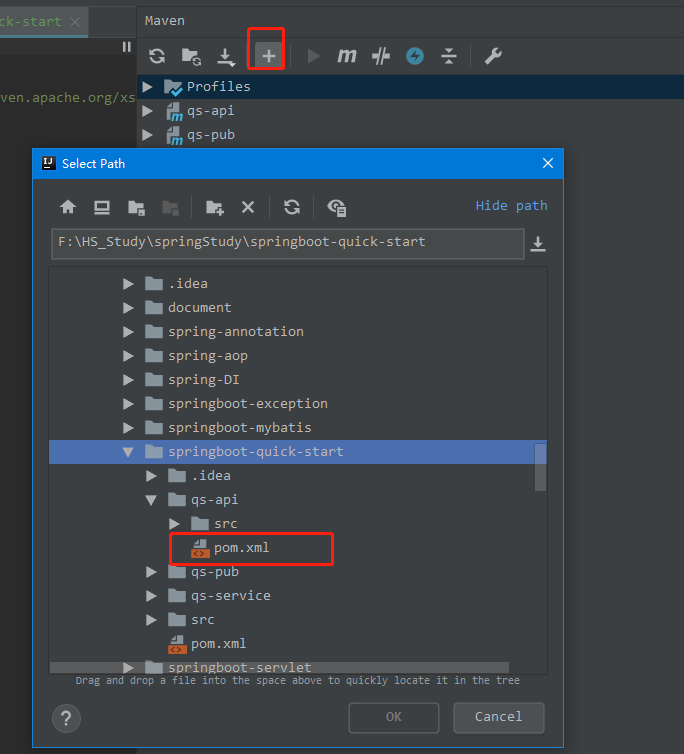 ck-start
Maven
ven.apache.org/xs
Profiles
qs-api
qs-pub
Select Path
Hide path
F:\HS_Study\springStudy\springboot-quick-start
.idea
document
spring-annotation
spring-aop
spring-DI
springboot-exception
springboot-mybatis
springboot-quick-start
.idea
qs-api
src
pom.xml
qs-pub
qs-service
src
pom.xml
springboot-servlet
Drag and drop a file into the space above to quickly locate it in the tree
?
OK
Cancel